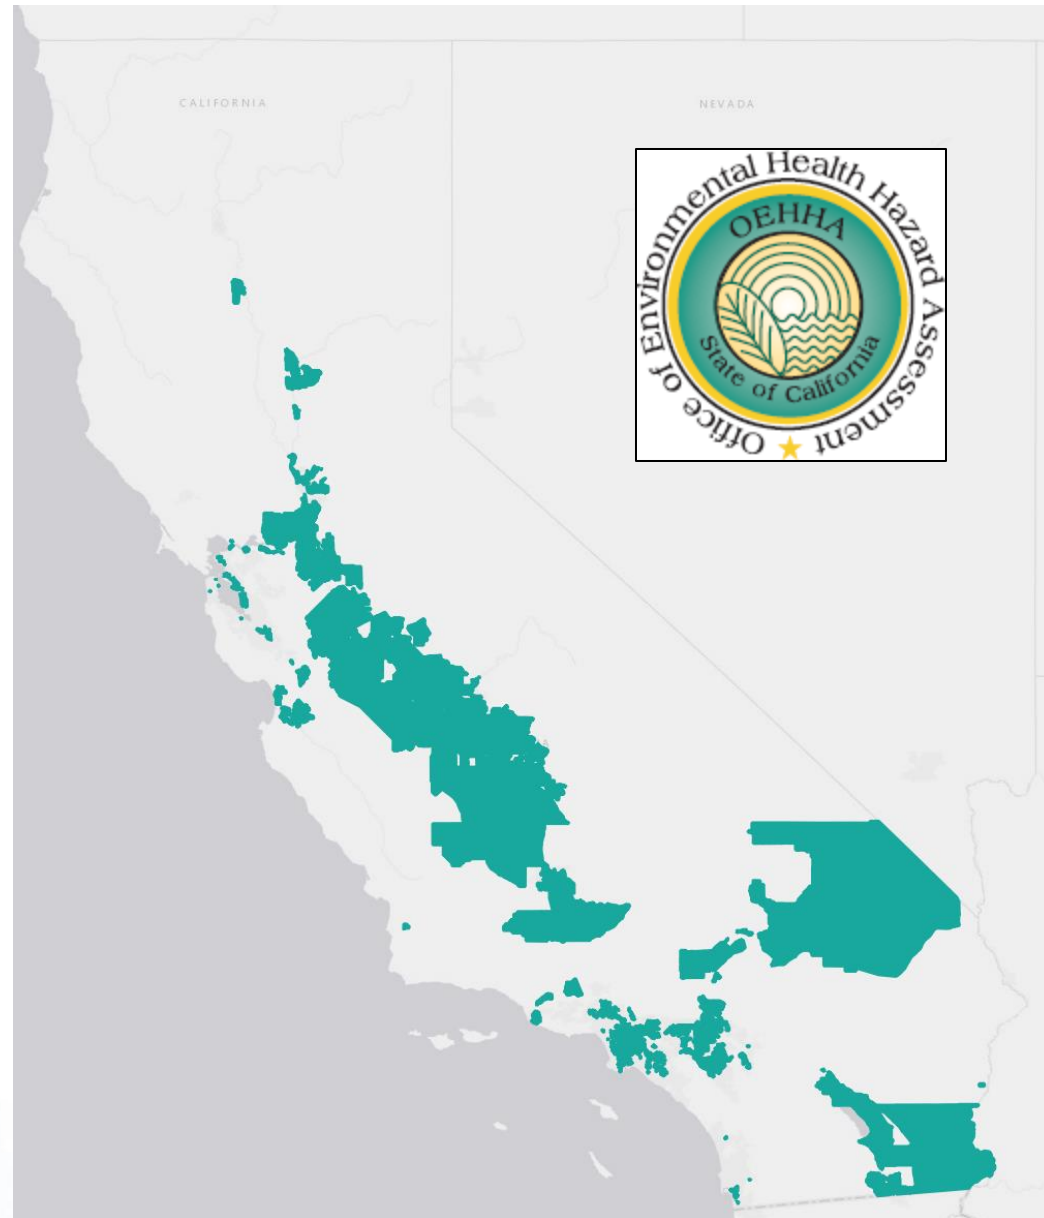 CALIFORNIA
NEVADA
Office of Environmental Health Hazard Assessment
OEHHA
State of California